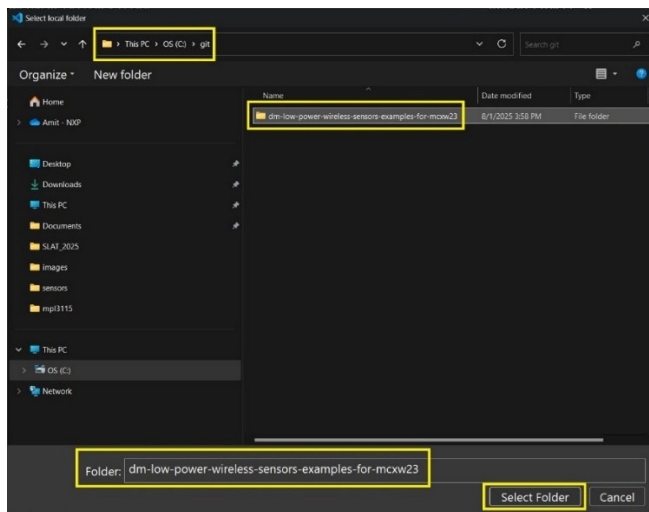 Select local folder
This PC > OS (C:) > git
Search git
Organize New folder
Name Date modified Type
Home
Amit - NXP
dm-low-power-wireless-sensors-examples-for-mcxw23 8/1/2025 3:58 PM File folder
Desktop
Downloads
This PC
Documents
SLAT_2025
images
sensors
mpl3115
This PC
OS (C:)
Network
Folder: dm-low-power-wireless-sensors-examples-for-mcxw23
Select Folder Cancel